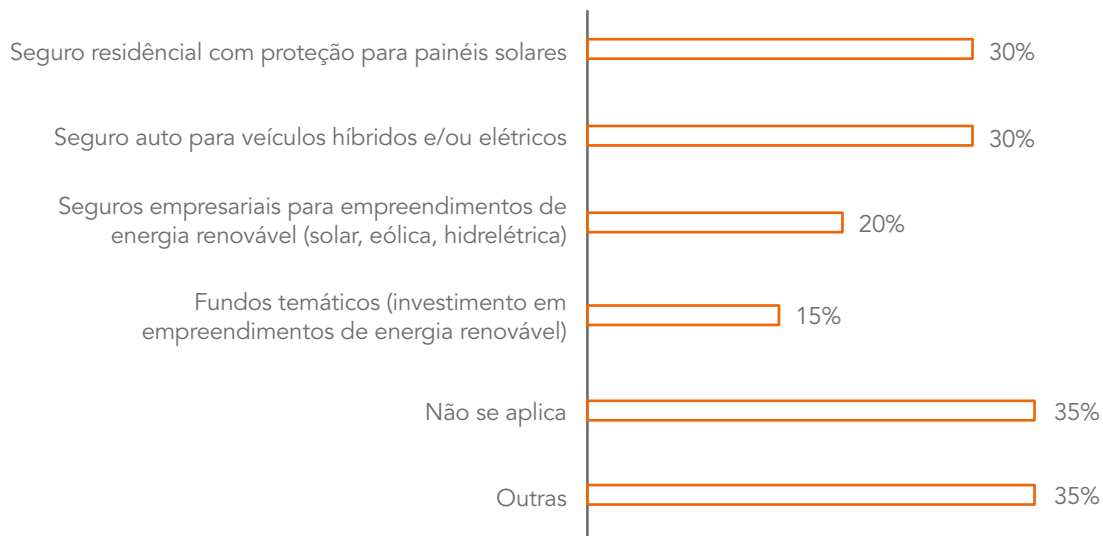 Seguro residêncial com proteção para painéis solares
30%
Seguro auto para veículos híbridos e/ou elétricos
30%
Seguros empresariais para empreendimentos de
energia renovável (solar, eólica, hidrelétrica)
20%
Fundos temáticos (investimento em
empreendimentos de energia renovável)
15%
Não se aplica
35%
Outras
35%